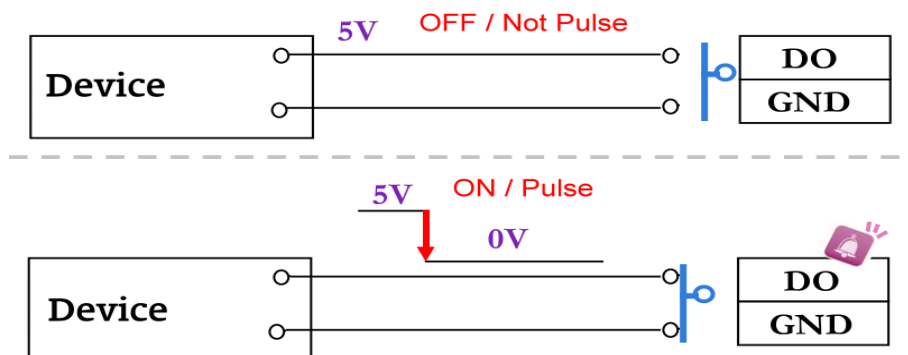 5V OFF / Not Pulse
Device
DO
GND
5V ON / Pulse
0V
Device
DO
GND